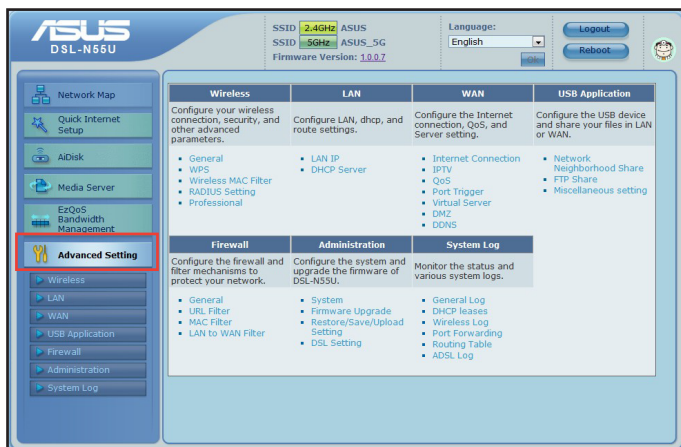 ASUS
DSL-N55U
SSID 2.4GHz ASUS
SSID 5GHz ASUS_5G
Firmware Version: 1.0.0.7
Language:
English
Ok
Logout
Reboot
Network Map
Quick Internet
Setup
AiDisk
Media Server
EzQoS
Bandwidth
Management
Advanced Setting
Wireless
LAN
WAN
USB Application
Firewall
Administration
System Log
Wireless
Configure your wireless
connection, security, and
other advanced
parameters.
General
WPS
Wireless MAC Filter
RADIUS Setting
Professional
LAN
Configure LAN, dhcp, and
route settings.
LAN IP
DHCP Server
WAN
Configure the Internet
connection, QoS, and
Server setting.
Internet Connection
IPTV
QoS
Port Trigger
Virtual Server
DMZ
DDNS
USB Application
Configure the USB device
and share your files in LAN
or WAN.
Network
Neighborhood Share
FTP Share
Miscellaneous setting
Firewall
Configure the firewall and
filter mechanisms to
protect your network.
General
URL Filter
MAC Filter
LAN to WAN Filter
Administration
Configure the system and
upgrade the firmware of
DSL-N55U.
System
Firmware Upgrade
Restore/Save/Upload
Setting
DSL Setting
System Log
Monitor the status and
various system logs.
General Log
DHCP leases
Wireless Log
Port Forwarding
Routing Table
ADSL Log